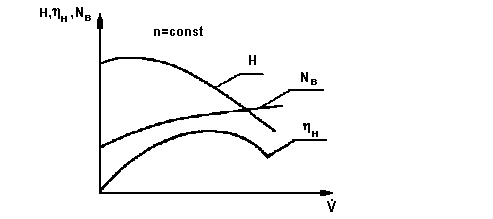 H,η_H,N_B
n=const
H
N_B
η_H
V̇